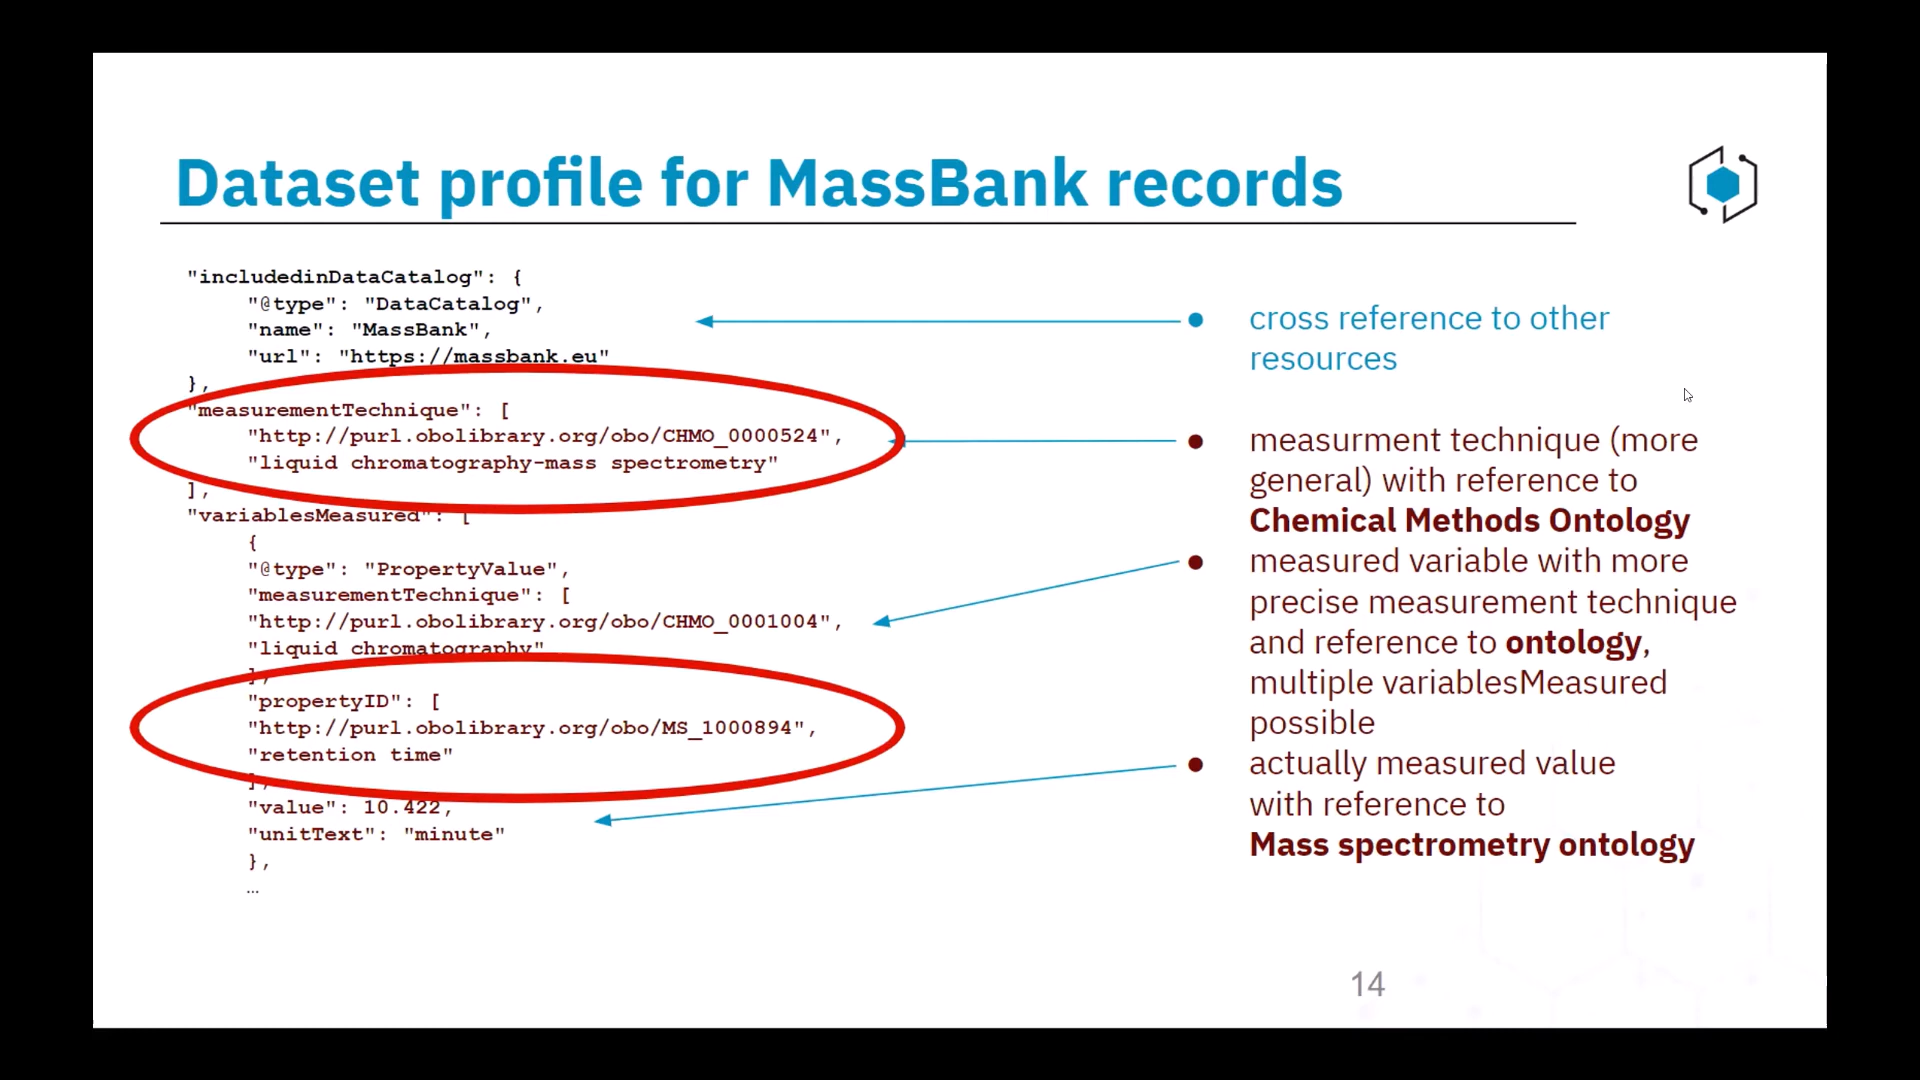 Dataset profile for MassBank records
"includedinDataCatalog": {
"@type": "DataCatalog",
"name": "MassBank",
"url": "https://massbank.eu"
},
"measurementTechnique": [
"http://purl.obolibrary.org/obo/CHMO_0000524",
"liquid chromatography-mass spectrometry"
],
"variablesMeasured": [
{
"@type": "PropertyValue",
"measurementTechnique": [
"http://purl.obolibrary.org/obo/CHMO_0001004",
"liquid chromatography"
],
"propertyID": [
"http://purl.obolibrary.org/obo/MS_1000894",
"retention time"
],
"value": 10.422,
"unitText": "minute"
},
…
● cross reference to other
resources
● measurment technique (more
general) with reference to
Chemical Methods Ontology
● measured variable with more
precise measurement technique
and reference to ontology,
multiple variablesMeasured
possible
● actually measured value
with reference to
Mass spectrometry ontology
14